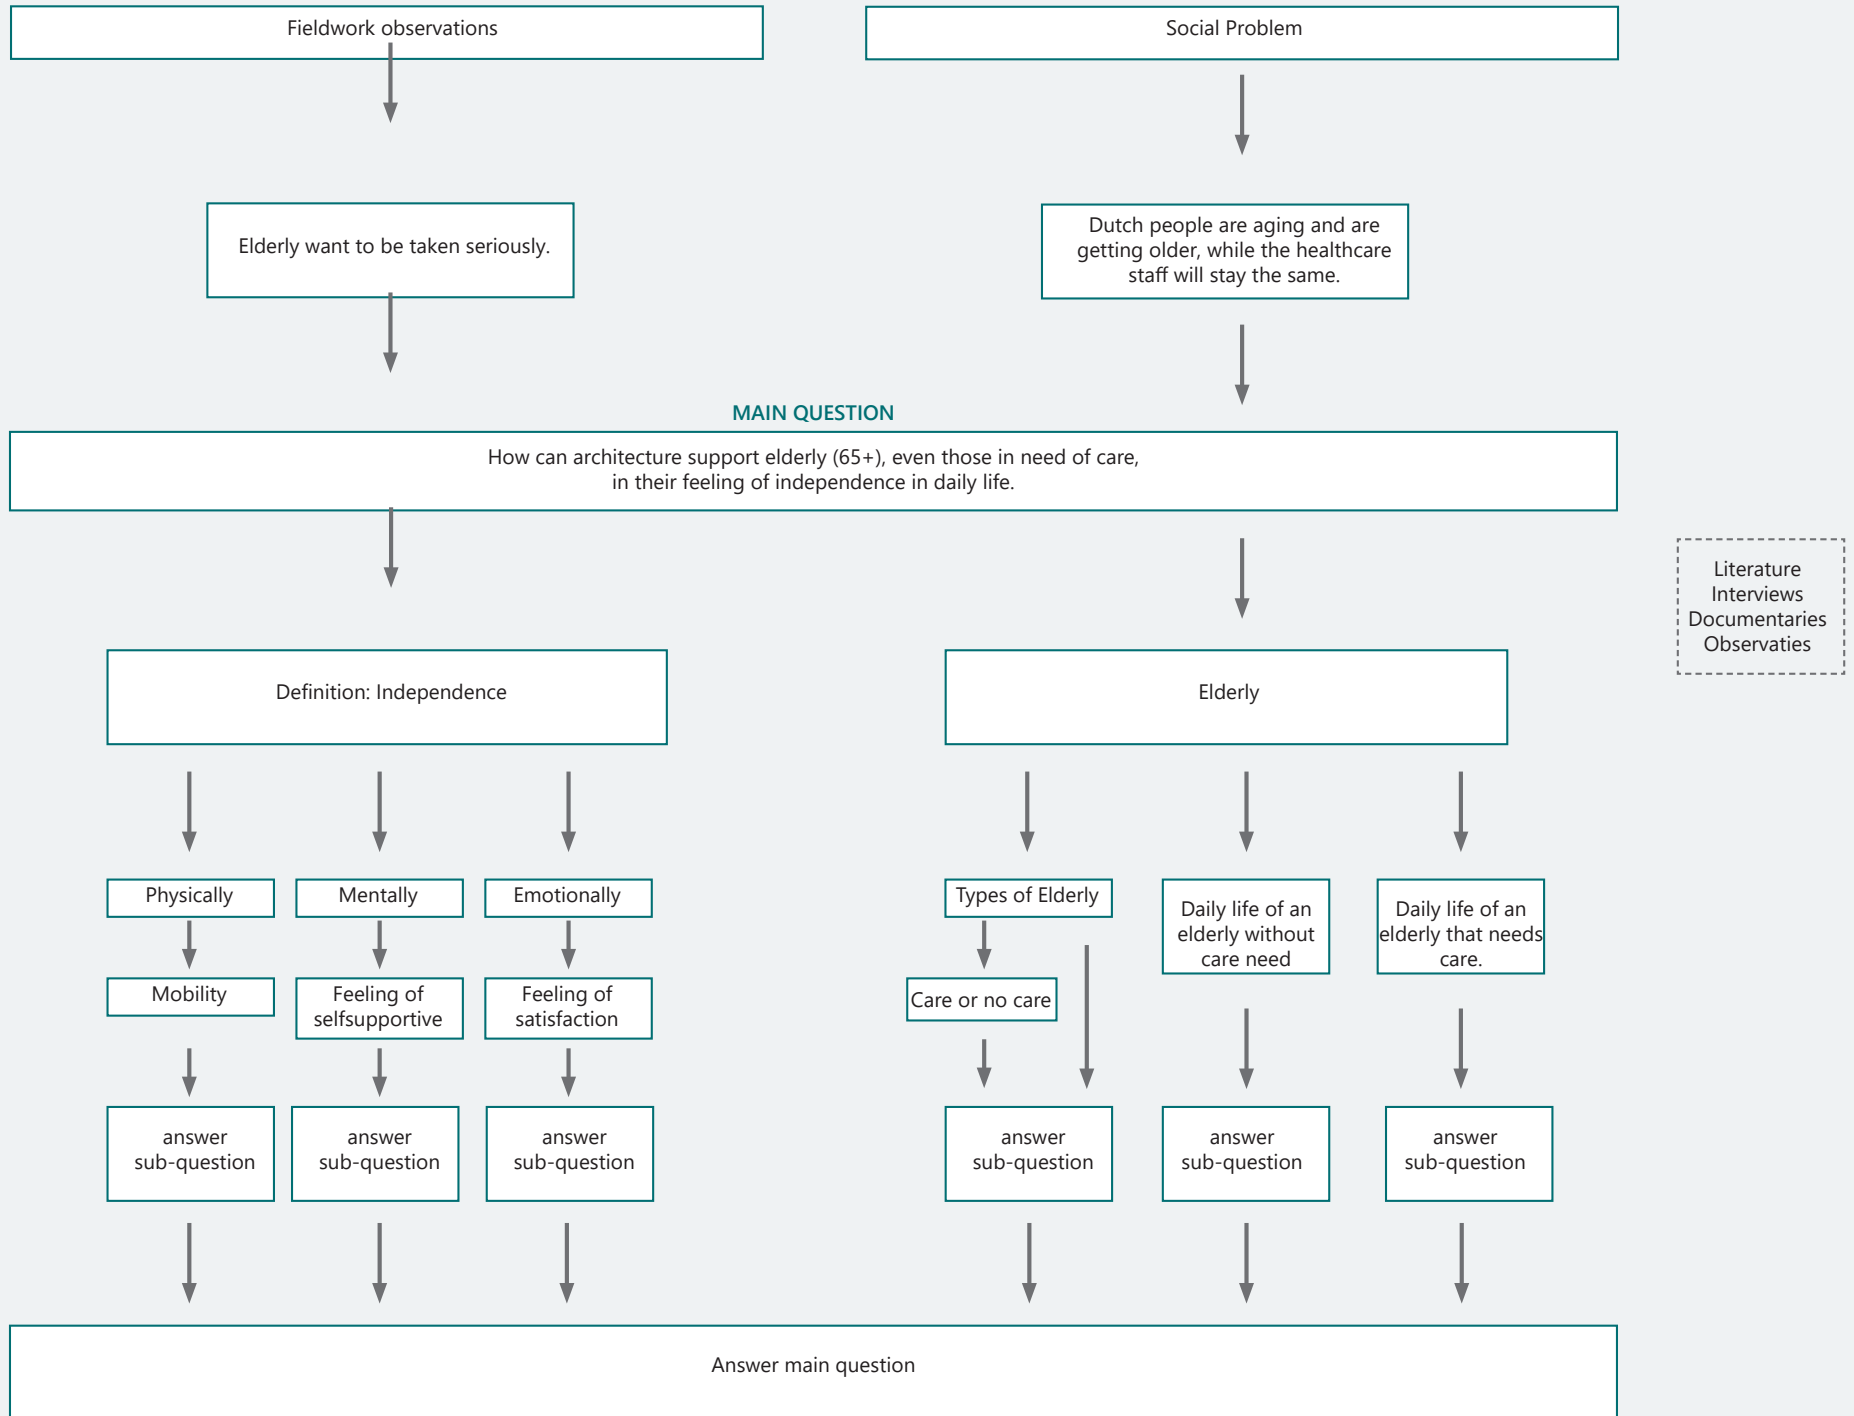 Fieldwork observations
Social Problem
Elderly want to be taken seriously.
Dutch people are aging and are
getting older, while the healthcare
staff will stay the same.
MAIN QUESTION
How can architecture support elderly (65+), even those in need of care,
in their feeling of independence in daily life.
Literature
Interviews
Documentaries
Observaties
Definition: Independence
Elderly
Physically
Mentally
Emotionally
Types of Elderly
Daily life of an
elderly without
care need
Daily life of an
elderly that needs
care.
Mobility
Feeling of
selfsupportive
Feeling of
satisfaction
Care or no care
answer
sub-question
answer
sub-question
answer
sub-question
answer
sub-question
answer
sub-question
answer
sub-question
Answer main question